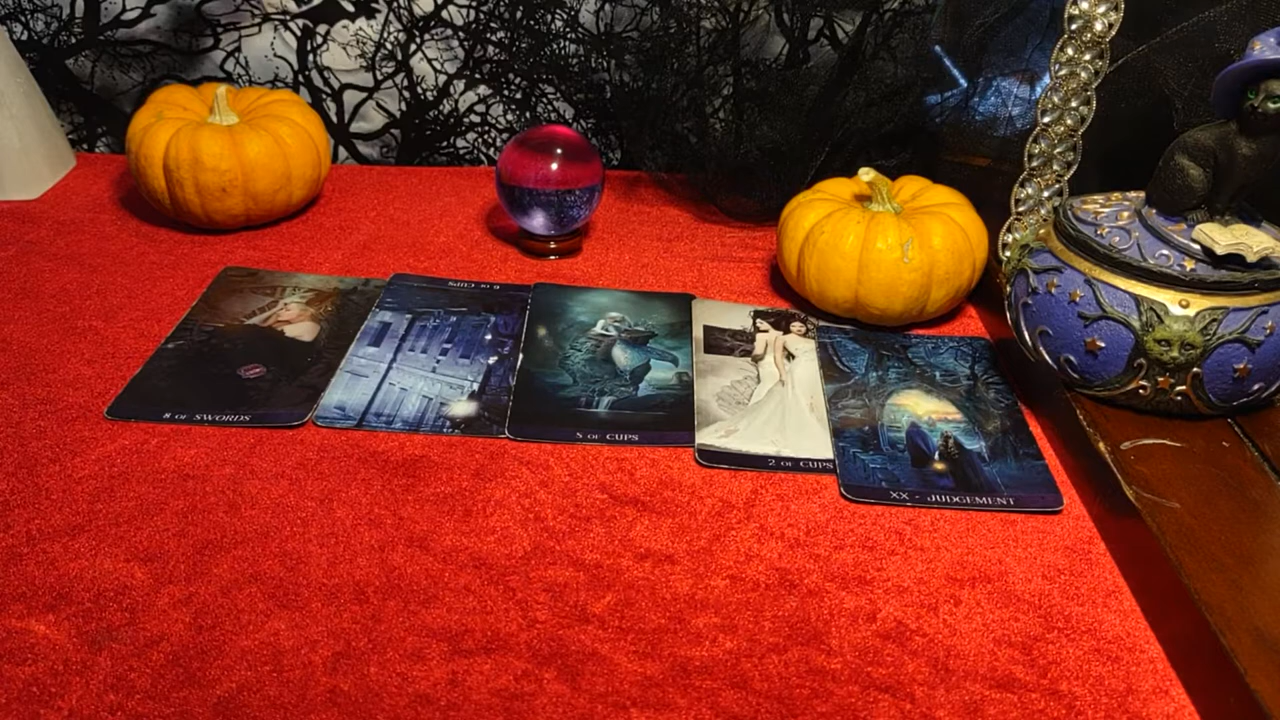 8 OF SWORDS
6 OF CUPS
5 OF CUPS
2 OF CUPS
XX - JUDGEMENT